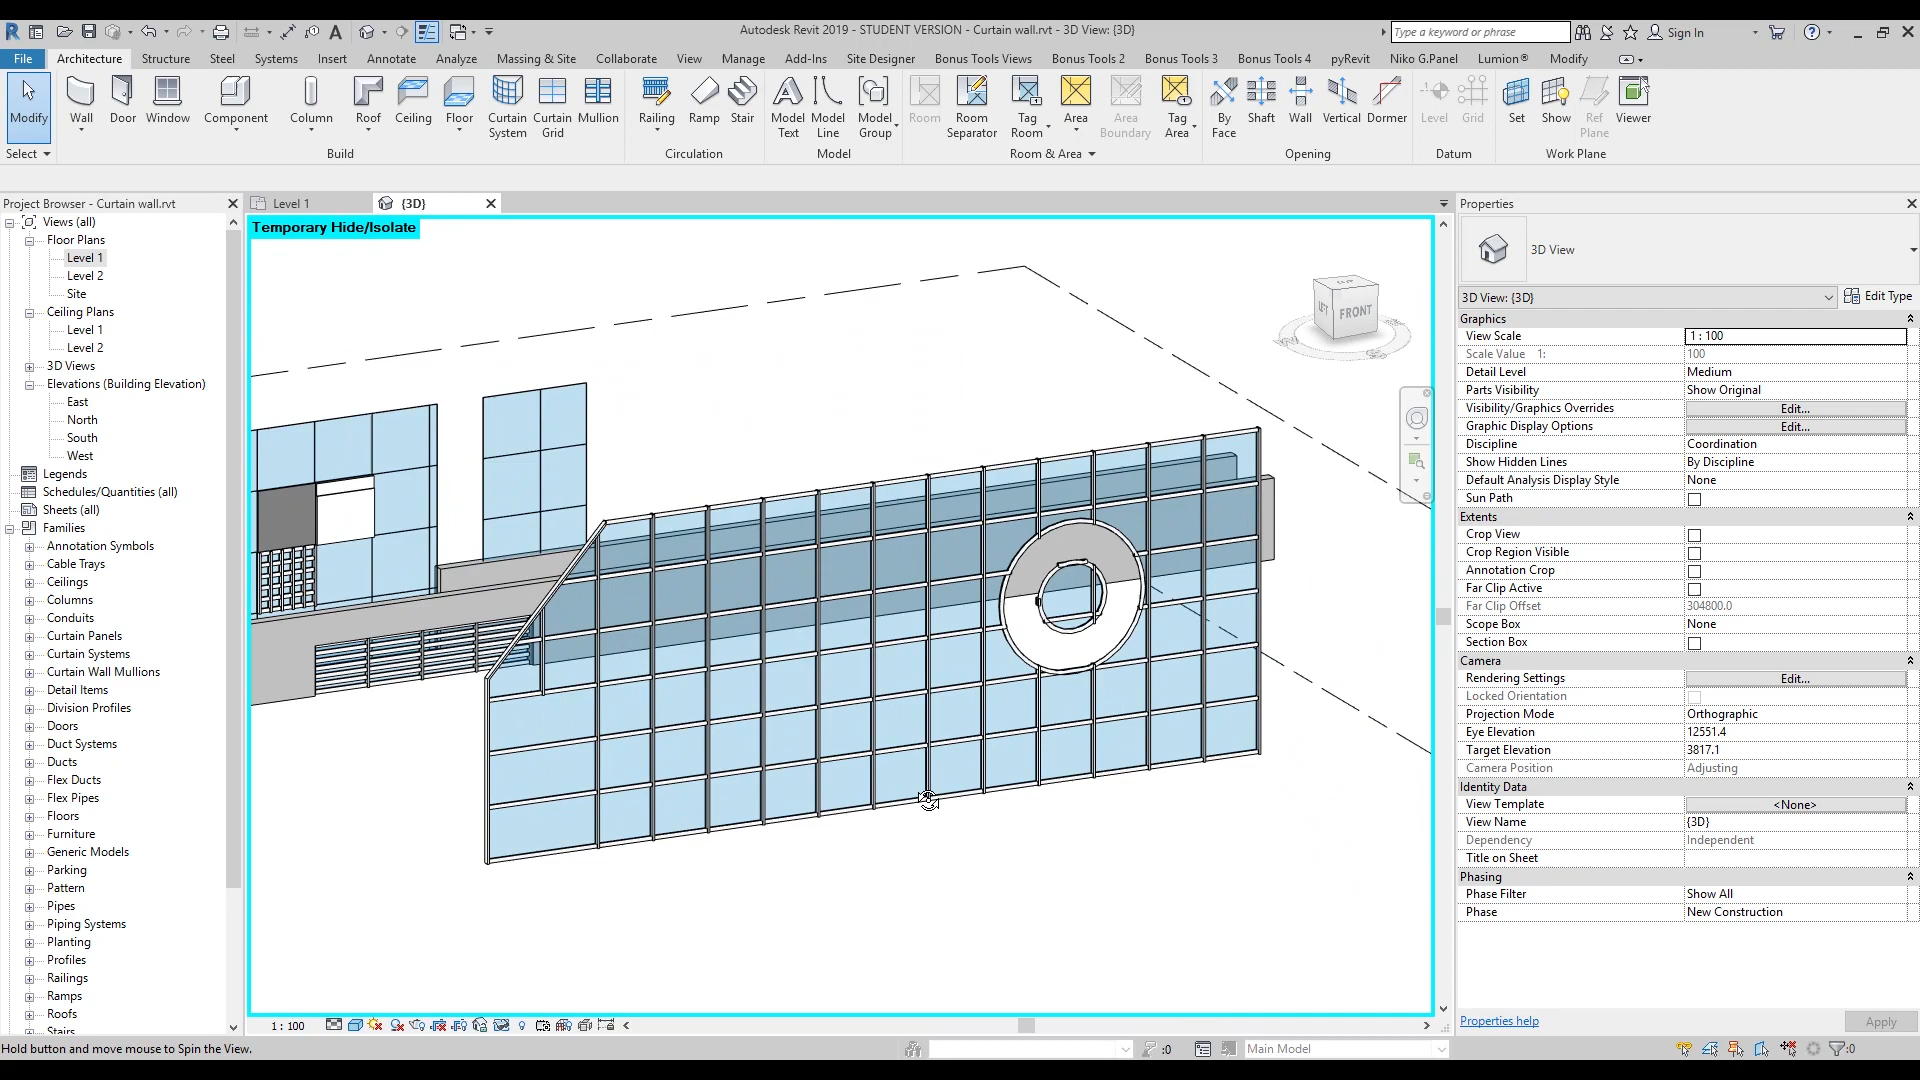 Autodesk Revit 2019 - STUDENT VERSION - Curtain wall.rvt - 3D View: {3D}
Type a keyword or phrase
Sign In
File Architecture Structure Steel Systems Insert Annotate Analyze Massing & Site Collaborate View Manage Add-Ins Site Designer Bonus Tools Views Bonus Tools 2 Bonus Tools 3 Bonus Tools 4 pyRevit Niko G.Panel Lumion® Modify
Modify Wall Door Window Component Column Roof Ceiling Floor Curtain System Curtain Grid Mullion Railing Ramp Stair Model Text Model Line Model Group Room Room Separator Tag Room Area Area Boundary Tag Area By Face Shaft Wall Vertical Dormer Level Grid Set Show Ref Plane Viewer
Select Build Circulation Model Room & Area Opening Datum Work Plane
Project Browser - Curtain wall.rvt
Views (all)
Floor Plans
Level 1
Level 2
Site
Ceiling Plans
Level 1
Level 2
3D Views
Elevations (Building Elevation)
East
North
South
West
Legends
Schedules/Quantities (all)
Sheets (all)
Families
Annotation Symbols
Cable Trays
Ceilings
Columns
Conduits
Curtain Panels
Curtain Systems
Curtain Wall Mullions
Detail Items
Division Profiles
Doors
Duct Systems
Ducts
Flex Ducts
Flex Pipes
Floors
Furniture
Generic Models
Parking
Pattern
Pipes
Piping Systems
Planting
Profiles
Railings
Ramps
Roofs
Stairs
Level 1
{3D}
Temporary Hide/Isolate
LEFT
FRONT
1 : 100
Properties
3D View
3D View: {3D}
Edit Type
Graphics
View Scale 1 : 100
Scale Value 1: 100
Detail Level Medium
Parts Visibility Show Original
Visibility/Graphics Overrides Edit...
Graphic Display Options Edit...
Discipline Coordination
Show Hidden Lines By Discipline
Default Analysis Display Style None
Sun Path
Extents
Crop View
Crop Region Visible
Annotation Crop
Far Clip Active
Far Clip Offset 304800.0
Scope Box None
Section Box
Camera
Rendering Settings Edit...
Locked Orientation
Projection Mode Orthographic
Eye Elevation 12551.4
Target Elevation 3817.1
Camera Position Adjusting
Identity Data
View Template <None>
View Name {3D}
Dependency Independent
Title on Sheet
Phasing
Phase Filter Show All
Phase New Construction
Properties help
Apply
Hold button and move mouse to Spin the View.
:0
Main Model
:0